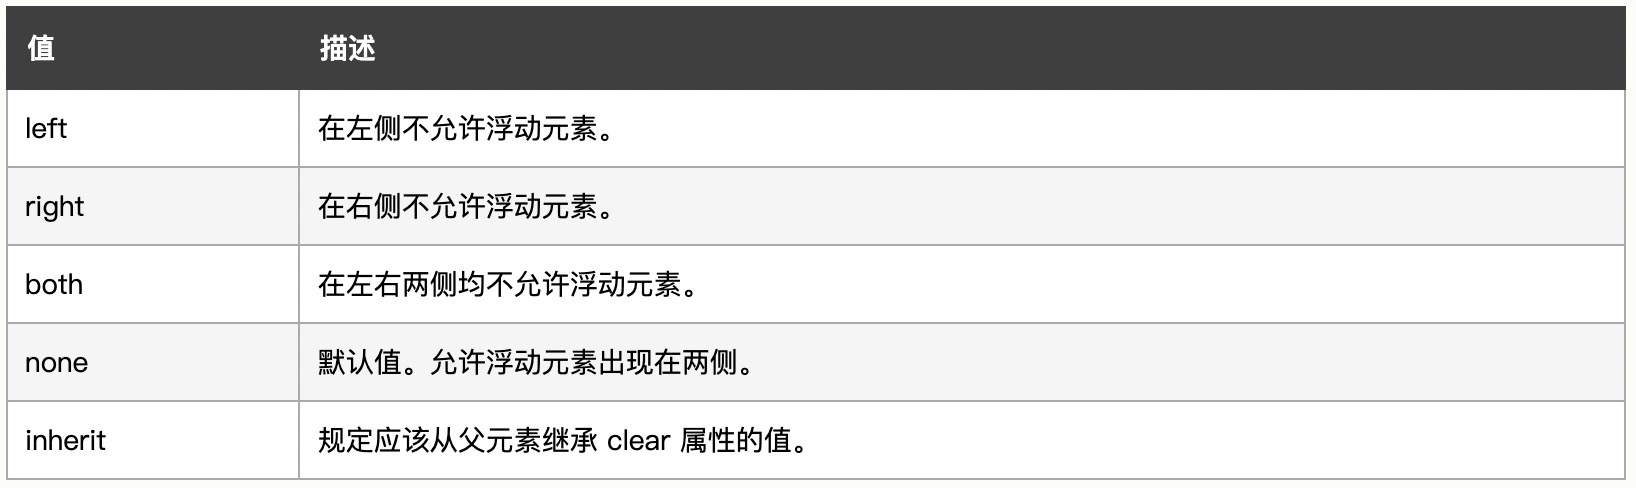 值 描述
left 在左侧不允许浮动元素。
right 在右侧不允许浮动元素。
both 在左右两侧均不允许浮动元素。
none 默认值。允许浮动元素出现在两侧。
inherit 规定应该从父元素继承 clear 属性的值。